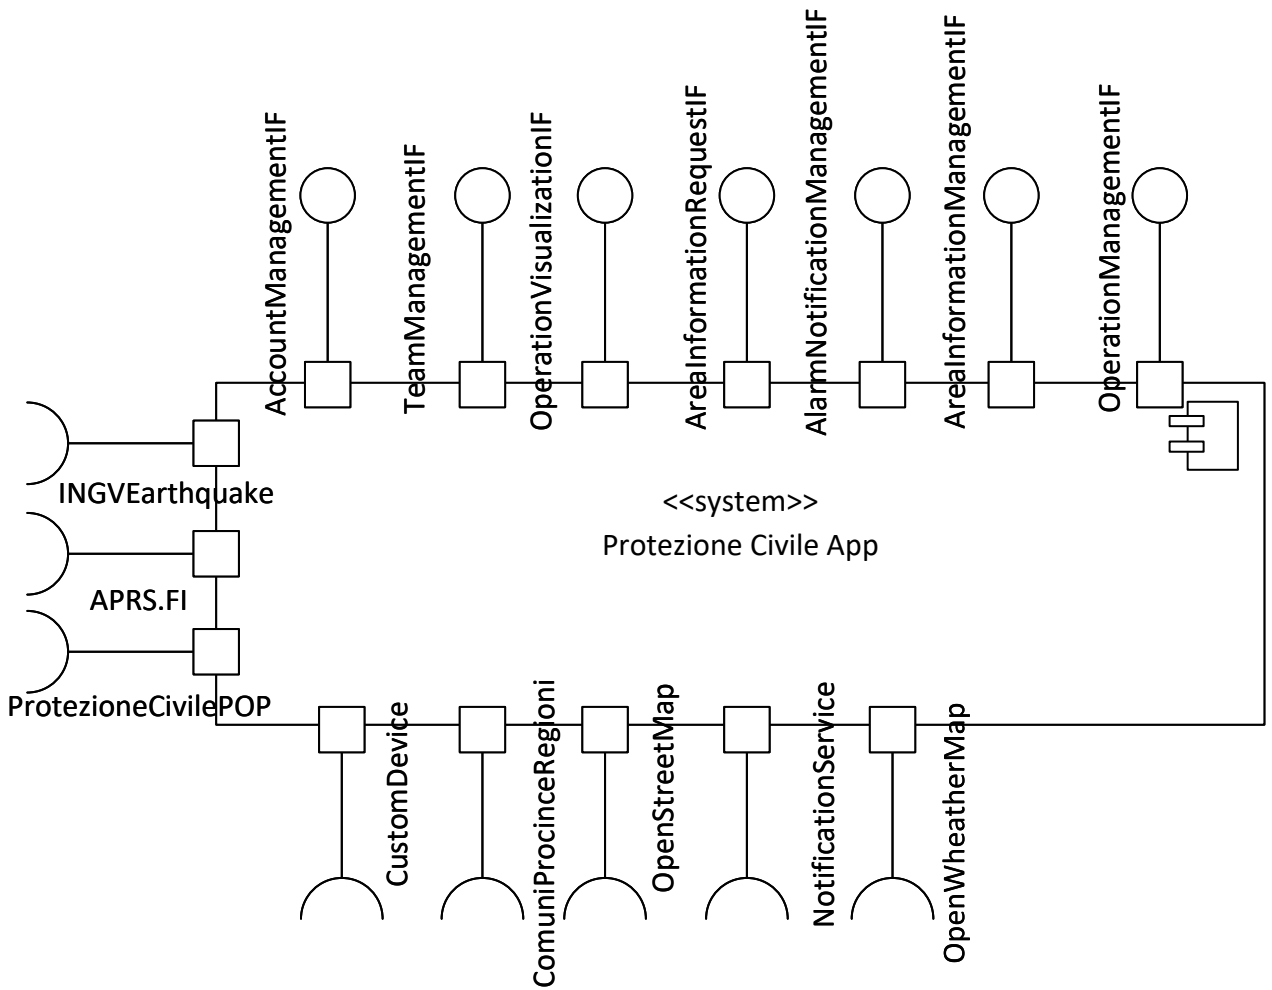 AccountManagementIF
TeamManagementIF
OperationVisualizationIF
AreaInformationRequestIF
AlarmNotificationManagementIF
AreaInformationManagementIF
OperationManagementIF
INGVEarthquake
<<system>>
Protezione Civile App
APRS.FI
ProtezioneCivilePOP
CustomDevice
ComuniProcinceRegioni
OpenStreetMap
NotificationService
OpenWheatherMap